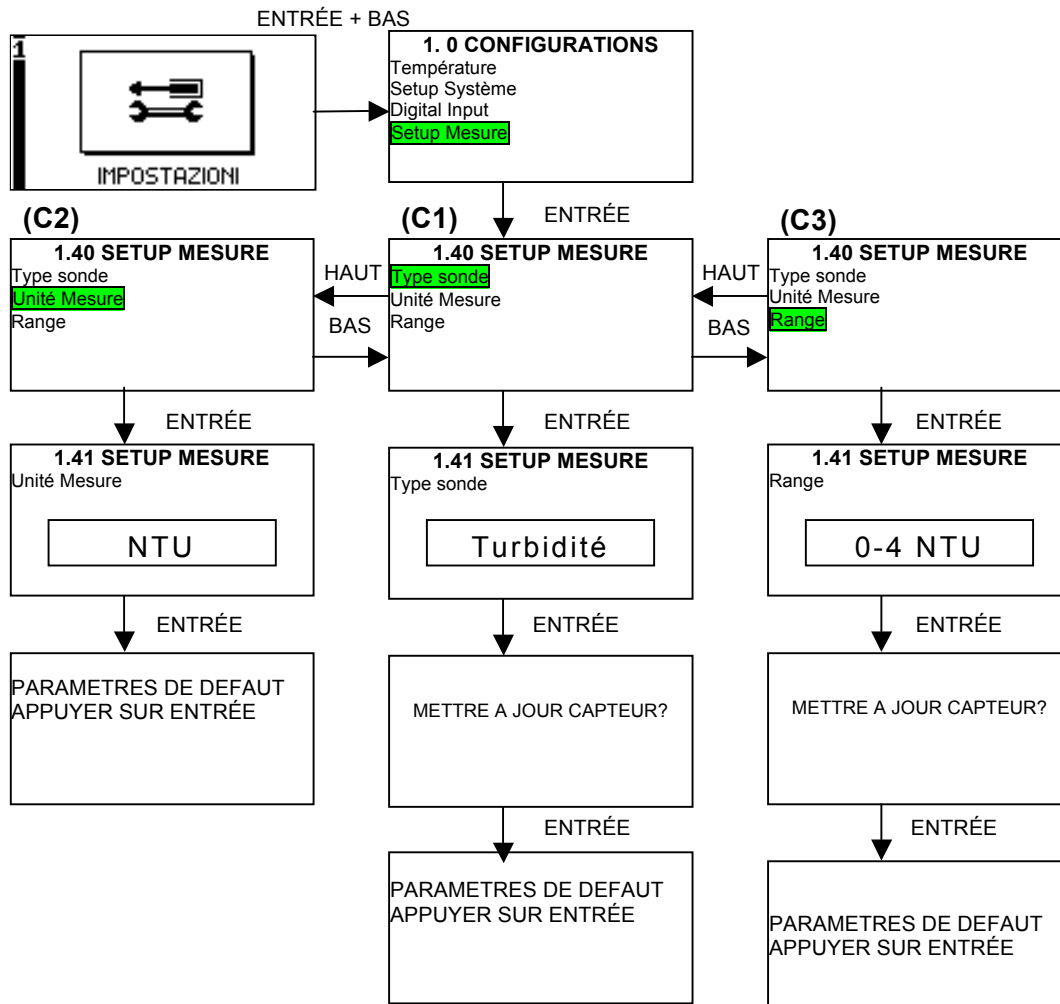 ENTRÉE + BAS
1
IMPOSTAZIONI
1. 0 CONFIGURATIONS
Température
Setup Système
Digital Input
Setup Mesure
ENTRÉE
(C2)
1.40 SETUP MESURE
Type sonde
Unité Mesure
Range
HAUT
BAS
(C1)
1.40 SETUP MESURE
Type sonde
Unité Mesure
Range
HAUT
BAS
(C3)
1.40 SETUP MESURE
Type sonde
Unité Mesure
Range
ENTRÉE
ENTRÉE
ENTRÉE
1.41 SETUP MESURE
Unité Mesure
NTU
1.41 SETUP MESURE
Type sonde
Turbidité
1.41 SETUP MESURE
Range
0-4 NTU
ENTRÉE
ENTRÉE
ENTRÉE
PARAMETRES DE DEFAUT
APPUYER SUR ENTRÉE
METTRE A JOUR CAPTEUR?
METTRE A JOUR CAPTEUR?
ENTRÉE
ENTRÉE
PARAMETRES DE DEFAUT
APPUYER SUR ENTRÉE
PARAMETRES DE DEFAUT
APPUYER SUR ENTRÉE